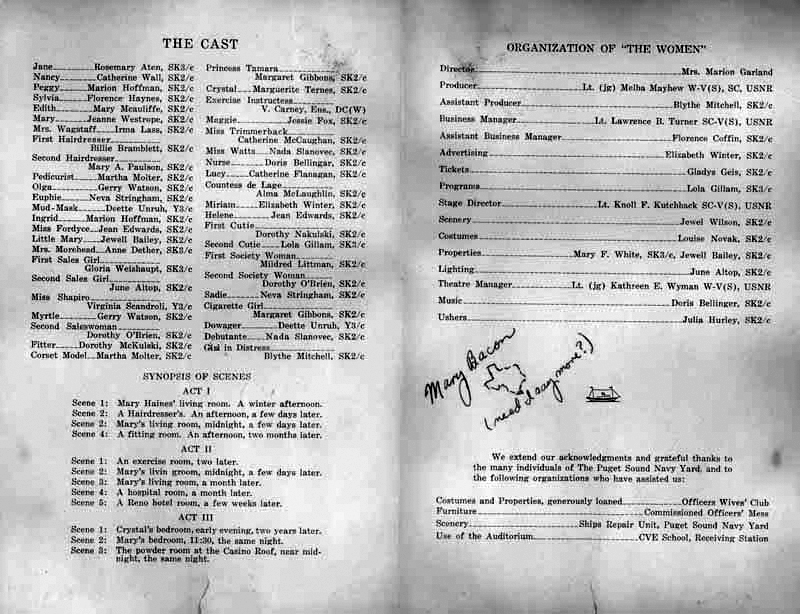 THE CAST
Jane Rosemary Aten, SK3/c
Nancy Catherine Wall, SK2/c
Peggy Marion Hoffman, SK2/c
Sylvia Florence Haynes, SK2/c
Edith Mary Mcauliffe, SK2/c
Mary Jeanne Westrope, SK2/c
Mrs. Wagstaff Irma Lass, SK2/c
First Hairdresser
Billie Bramblett, SK2/c
Second Hairdresser
Mary A. Paulson, SK2/c
Pedicurist Martha Molter, SK2/c
Olga Gerry Watson, SK2/c
Euphie Neva Stringham, SK2/c
Mud-Mask Deette Unruh, Y3/c
Ingrid Marion Hoffman, SK2/c
Miss Fordyce Jean Edwards, SK2/c
Little Mary Jewell Bailey, SK2/c
Mrs. Morehead Anne Dether, SK3/c
First Sales Girl
Gloria Weishaupt, SK3/c
Second Sales Girl
June Altop, SK2/c
Miss Shapiro
Virginia Scandroli, Y3/c
Myrtle Gerry Watson, SK2/c
Second Saleswoman
Dorothy O'Brien, SK2/c
Fitter Dorothy McKulski, SK2/c
Corset Model Martha Molter, SK2/c
Princess Tamara
Margaret Gibbons, SK2/c
Crystal Marguerite Ternes, SK2/c
Exercise Instructess
V. Carney, Ens., DC(W)
Maggie Jessie Fox, SK2/c
Miss Trimmerback
Catherine McCaughan, SK2/c
Miss Watts Nada Slanovec, SK2/c
Nurse Doris Bellingar, SK2/c
Lucy Catherine Flanagan, SK2/c
Countess de Lage
Alma McLaughlin, SK2/c
Miriam Elizabeth Winter, SK2/c
Helene Jean Edwards, SK2/c
First Cutie
Dorothy Nakulski, SK2/c
Second Cutie Lola Gillam, SK3/c
First Society Woman
Mildred Littman, SK2/c
Second Society Woman
Dorothy O'Brien, SK2/c
Sadie Neva Stringham, SK2/c
Cigarette Girl
Margaret Gibbons, SK2/c
Dowager Deette Unruh, Y3/c
Debutante Nada Slanovec, SK2/c
Girl in Distress
Blythe Mitchell, SK2/c
SYNOPSIS OF SCENES
ACT I
Scene 1: Mary Haines' living room. A winter afternoon.
Scene 2: A Hairdresser's. An afternoon, a few days later.
Scene 2: Mary's living room, midnight, a few days later.
Scene 4: A fitting room. An afternoon, two months later.
ACT II
Scene 1: An exercise room, two later.
Scene 2: Mary's livin groom, midnight, a few days later.
Scene 3: Mary's living room, a month later.
Scene 4: A hospital room, a month later.
Scene 5: A Reno hotel room, a few weeks later.
ACT III
Scene 1: Crystal's bedroom, early evening, two years later.
Scene 2: Mary's bedroom, 11:30, the same night.
Scene 3: The powder room at the Casino Roof, near mid-
night, the same night.
ORGANIZATION OF "THE WOMEN"
Director Mrs. Marion Garland
Producer Lt. (jg) Melba Mayhew W-V(S), SC, USNR
Assistant Producer Blythe Mitchell, SK2/c
Business Manager Lt. Lawrence B. Turner SC-V(S), USNR
Assistant Business Manager Florence Coffin, SK2/c
Advertising Elizabeth Winter, SK2/c
Tickets Gladys Geis, SK2/c
Programs Lola Gillam, SK3/c
Stage Director Lt. Knoll F. Kutchback SC-V(S), USNR
Scenery Jewel Wilson, SK2/c
Costumes Louise Novak, SK2/c
Properties Mary F. White, SK3/c, Jewell Bailey, SK2/c
Lighting June Altop, SK2/c
Theatre Manager Lt. (jg) Kathreen E. Wyman W-V(S), USNR
Music Doris Bellinger, SK2/c
Ushers Julia Hurley, SK2/c
Mary Bacon
(need I say more?)
We extend our acknowledgments and grateful thanks to
the many individuals of The Puget Sound Navy Yard, and to
the following organizations who have assisted us:
Costumes and Properties, generously loaned Officers Wives' Club
Furniture Commissioned Officers' Mess
Scenery Ships Repair Unit, Puget Sound Navy Yard
Use of the Auditorium CVE School, Receiving Station